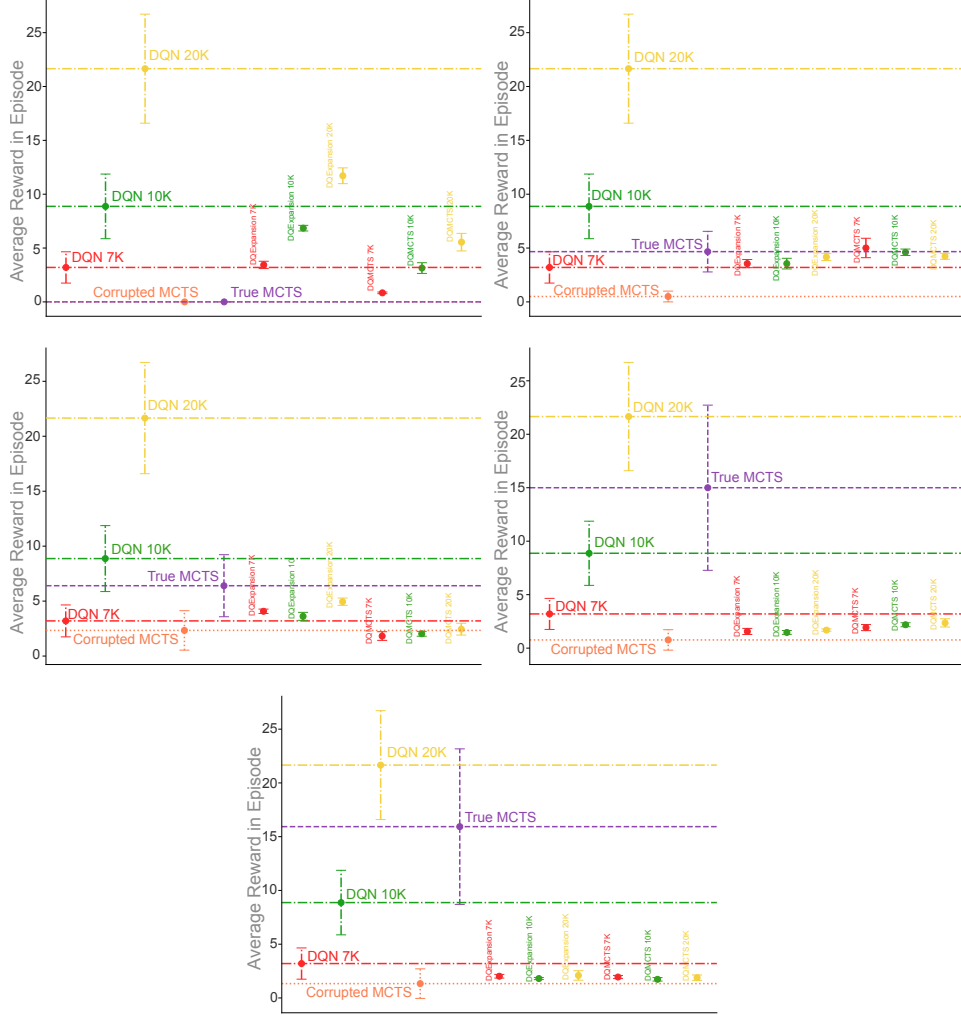 Average Reward in Episode
25
20
15
10
5
0
DQN 20K
DQN 10K
DQN 7K
Corrupted MCTS
True MCTS
DQExpansion 7K
DQExpansion 10K
DQExpansion 20K
DQMCTS 7K
DQMCTS 10K
DQMCTS 20K
Average Reward in Episode
25
20
15
10
5
0
DQN 20K
DQN 10K
True MCTS
DQN 7K
Corrupted MCTS
DQExpansion 7K
DQExpansion 10K
DQExpansion 20K
DQMCTS 7K
DQMCTS 10K
DQMCTS 20K
Average Reward in Episode
25
20
15
10
5
0
DQN 20K
DQN 10K
True MCTS
DQN 7K
Corrupted MCTS
DQExpansion 7K
DQExpansion 10
DQExpansion 20K
DQMCTS 7K
DQMCTS 10K
DQMCTS 20K
Average Reward in Episode
25
20
15
10
5
0
DQN 20K
True MCTS
DQN 10K
DQN 7K
Corrupted MCTS
DQExpansion 7K
DQExpansion 10K
DQExpansion 20K
DQMCTS 7K
DQMCTS 10K
DQMCTS 20K
Average Reward in Episode
25
20
15
10
5
0
DQN 20K
True MCTS
DQN 10K
DQN 7K
Corrupted MCTS
DQExpansion 7K
DQExpansion 10K
DQExpansion 20K
DQMCTS 7K
DQMCTS 10K
DQMCTS 20K